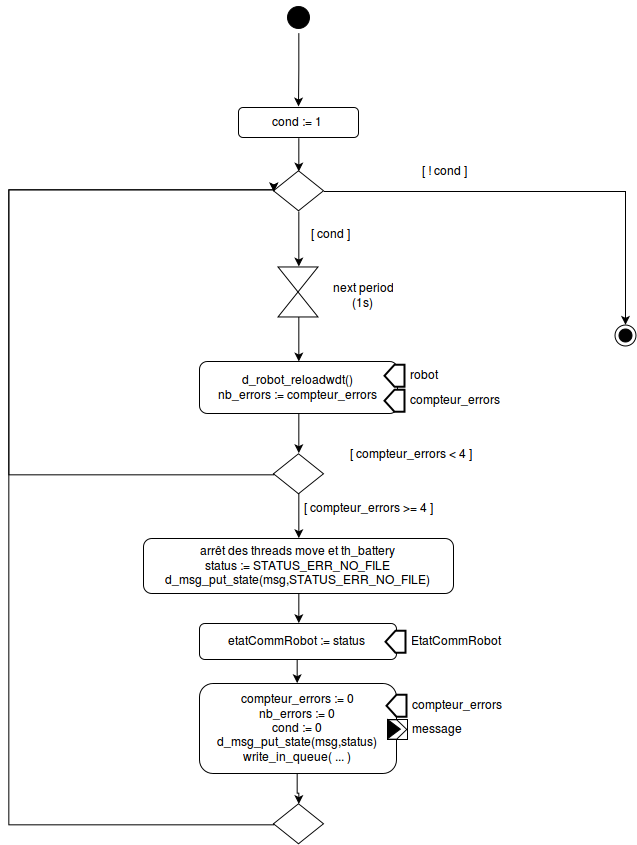 cond := 1
[ ! cond ]
[ cond ]
next period
(1s)
d_robot_reloadwdt()
nb_errors := compteur_errors
robot
compteur_errors
[ compteur_errors < 4 ]
[ compteur_errors >= 4 ]
arrêt des threads move et th_battery
status := STATUS_ERR_NO_FILE
d_msg_put_state(msg,STATUS_ERR_NO_FILE)
etatCommRobot := status
EtatCommRobot
compteur_errors := 0
nb_errors := 0
cond := 0
d_msg_put_state(msg,status)
write_in_queue( ... )
compteur_errors
message